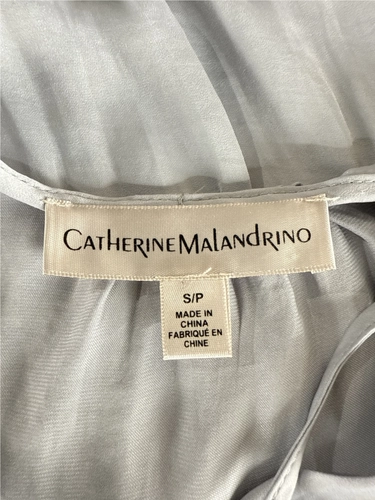 CATHERINE MALANDRINO
S/P
MADE IN
CHINA
FABRIQUÉ EN
CHINE